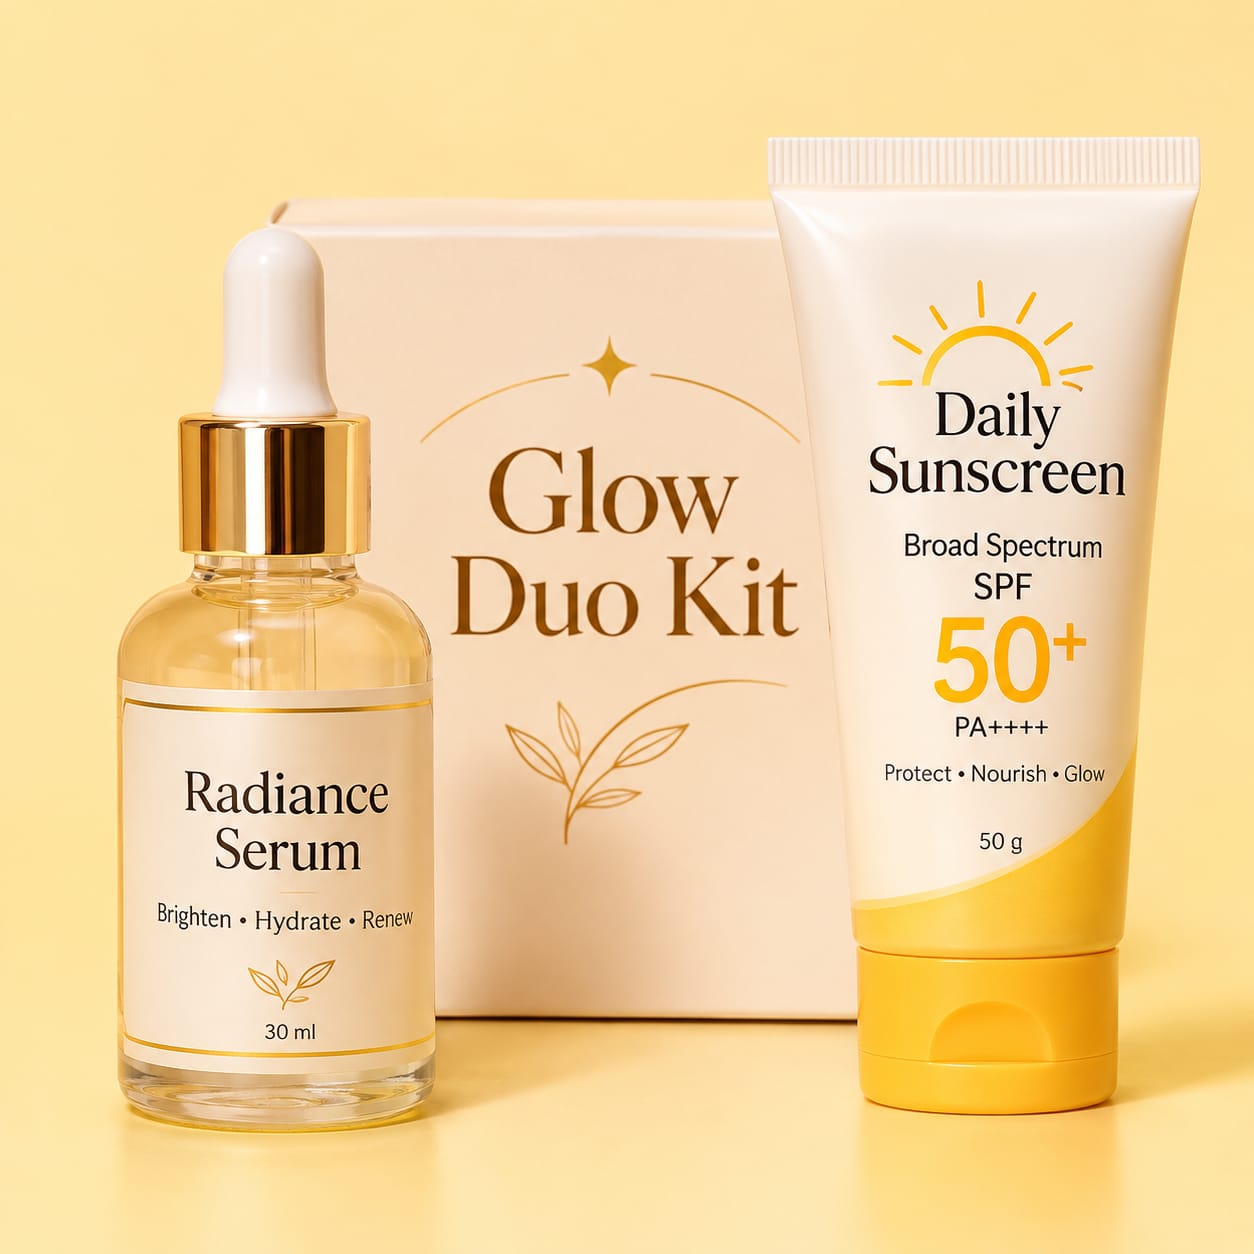 Glow
Duo Kit
Radiance
Serum
Brighten • Hydrate • Renew
30 ml
Daily
Sunscreen
Broad Spectrum
SPF
50+
PA++++
Protect • Nourish • Glow
50 g